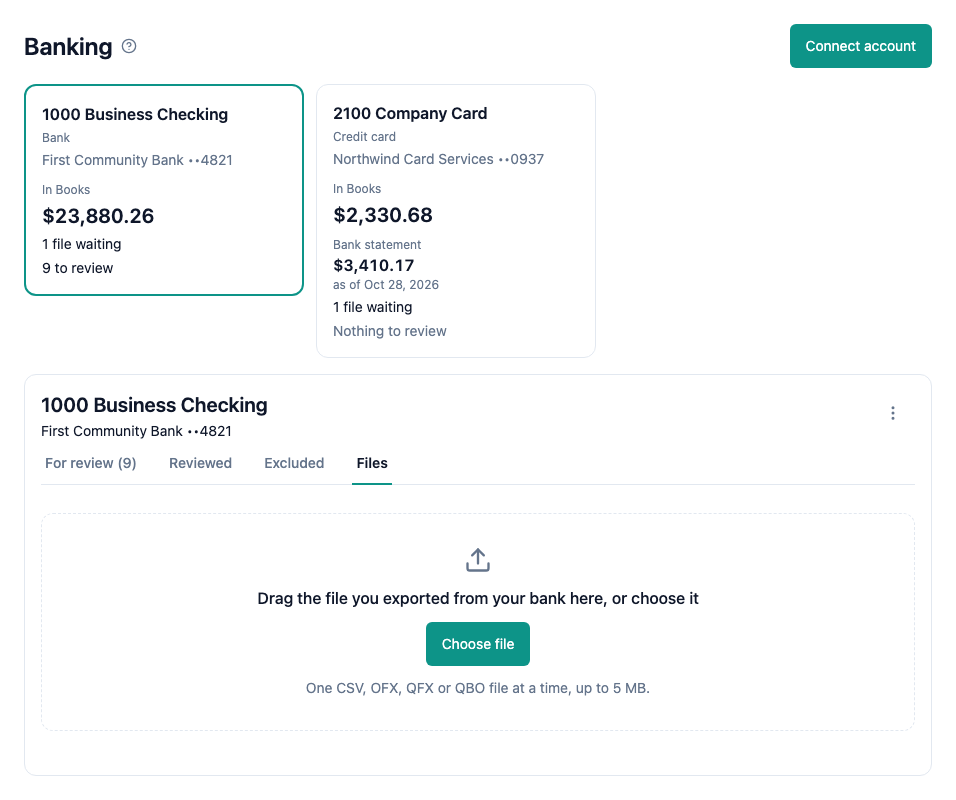 Banking
Connect account
1000 Business Checking
Bank
First Community Bank ••4821
In Books
$23,880.26
1 file waiting
9 to review
2100 Company Card
Credit card
Northwind Card Services ••0937
In Books
$2,330.68
Bank statement
$3,410.17
as of Oct 28, 2026
1 file waiting
Nothing to review
1000 Business Checking
First Community Bank ••4821
For review (9) Reviewed Excluded Files
Drag the file you exported from your bank here, or choose it
Choose file
One CSV, OFX, QFX or QBO file at a time, up to 5 MB.